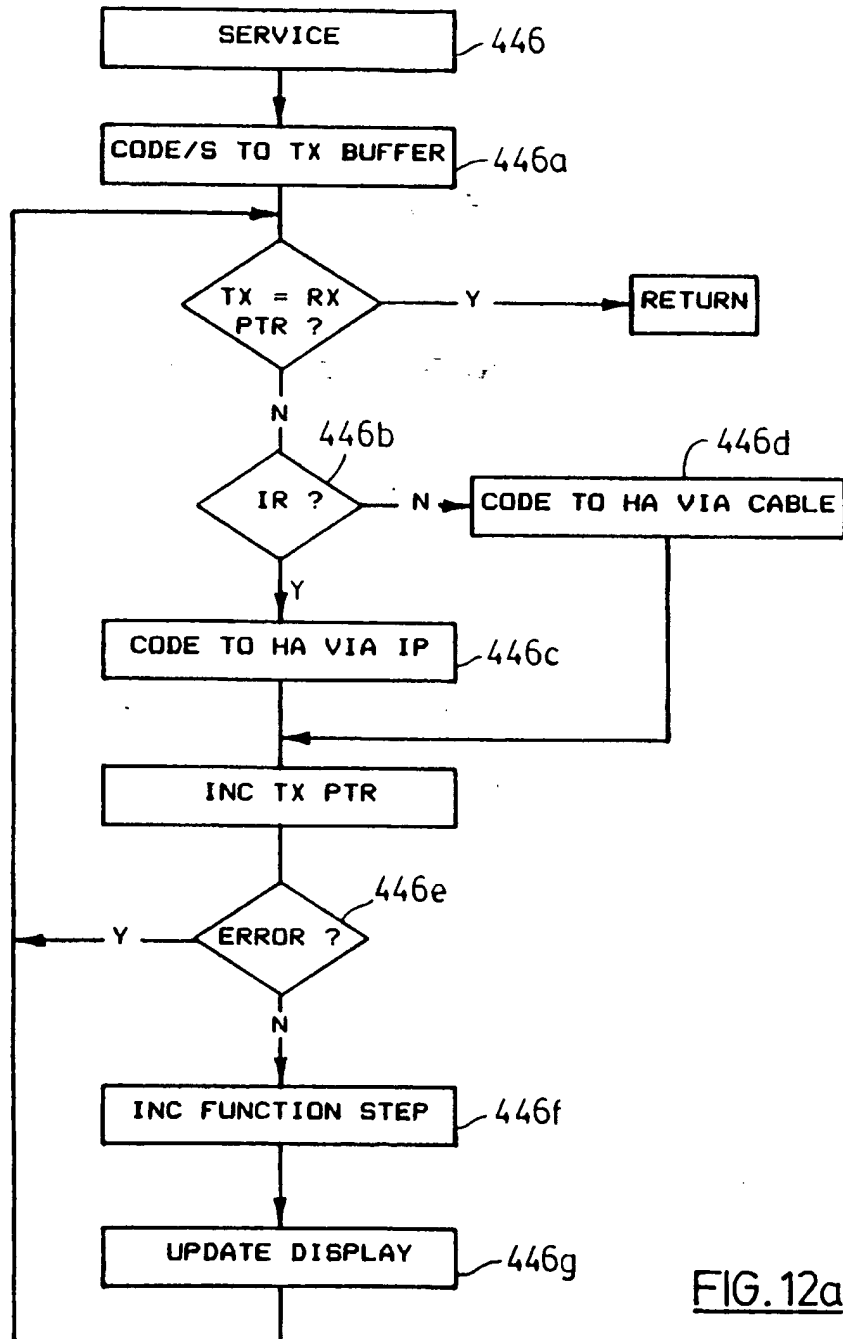 SERVICE
446
CODE/S TO TX BUFFER
446a
TX = RX
PTR ?
Y
RETURN
N
446b
446d
IR ?
N
CODE TO HA VIA CABLE
Y
CODE TO HA VIA IP
446c
INC TX PTR
446e
Y
ERROR ?
N
INC FUNCTION STEP
446f
UPDATE DISPLAY
446g
FIG. 12a